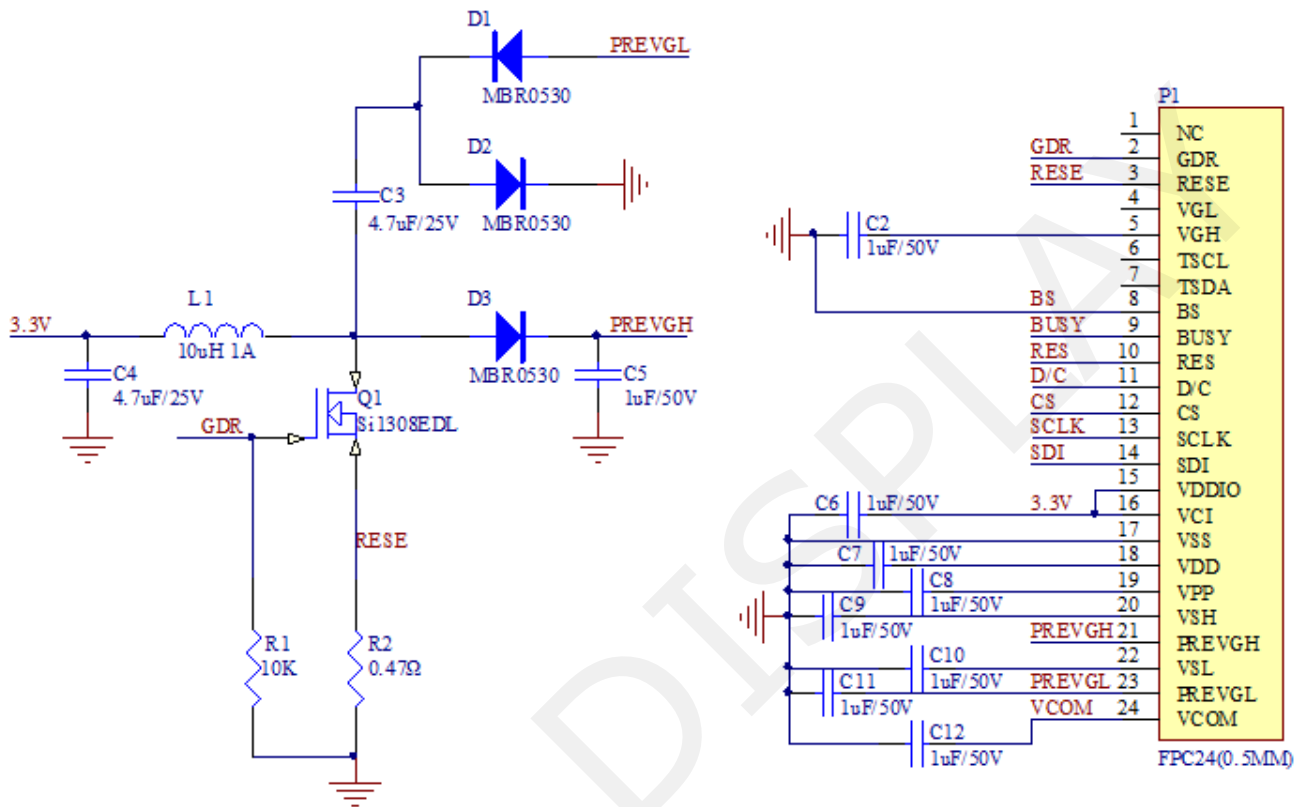 D1
PREVGL
MBR0530
D2
MBR0530
C3
4.7uF/25V
L1
3.3V
10uH 1A
D3
PREVGH
MBR0530
C4
4.7uF/25V
C5
1uF/50V
Q1
Si1308EDL
GDR
RESE
R1
10K
R2
0.47Ω
P1
1
NC
GDR
2
GDR
RESE
3
RESE
4
VGL
C2
1uF/50V
5
VGH
6
TSCL
7
TSDA
BS
8
BS
BUSY
9
BUSY
RES
10
RES
D/C
11
D/C
CS
12
CS
SCLK
13
SCLK
SDI
14
SDI
15
VDDIO
C6
1uF/50V
3.3V
16
VCI
17
VSS
C7
1uF/50V
18
VDD
C8
1uF/50V
19
VPP
C9
1uF/50V
20
VSH
PREVGH
21
PREVGH
C10
1uF/50V
22
VSL
C11
1uF/50V
PREVGL
23
PREVGL
VCOM
24
VCOM
C12
1uF/50V
FPC24(0.5MM)
DISPLAY